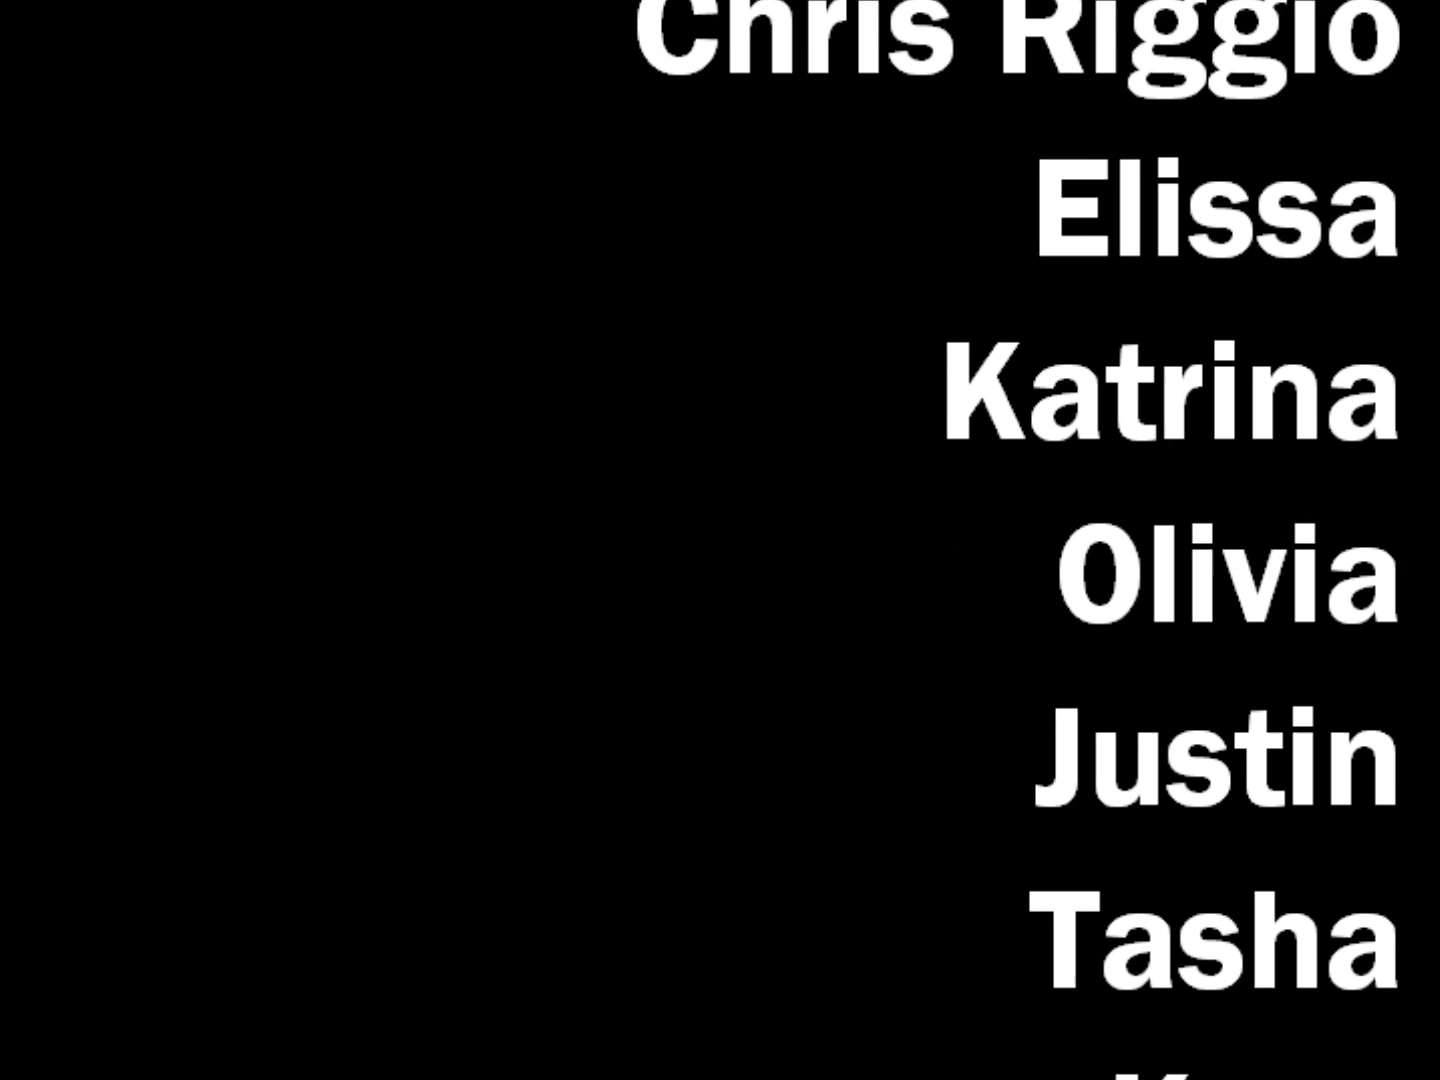 Chris Riggio
Elissa
Katrina
Olivia
Justin
Tasha